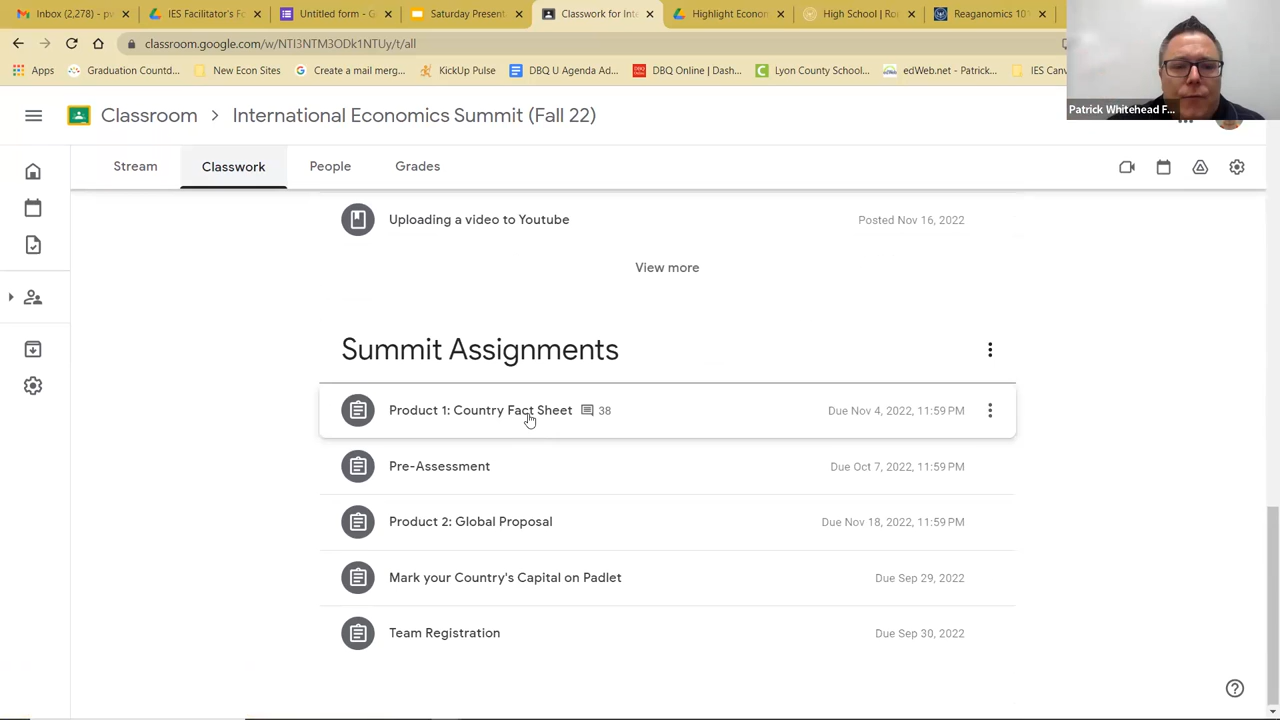 Inbox (2,278) - pv
IES Facilitator's Fo
Untitled form - G
Saturday Presentati
Classwork for Inte
Highlight Econom
High School | Ro
Reaganomics 101
classroom.google.com/w/NTI3NTM3ODk1NTUy/t/all
Apps
Graduation Countd...
New Econ Sites
Create a mail merg...
KickUp Pulse
DBQ U Agenda Ad...
DBQ Online | Dash...
Lyon County School...
edWeb.net - Patrick...
IES Canv
Patrick Whitehead F...
Classroom > International Economics Summit (Fall 22)
Stream
Classwork
People
Grades
Uploading a video to Youtube
Posted Nov 16, 2022
View more
Summit Assignments
Product 1: Country Fact Sheet 38
Due Nov 4, 2022, 11:59 PM
Pre-Assessment
Due Oct 7, 2022, 11:59 PM
Product 2: Global Proposal
Due Nov 18, 2022, 11:59 PM
Mark your Country's Capital on Padlet
Due Sep 29, 2022
Team Registration
Due Sep 30, 2022